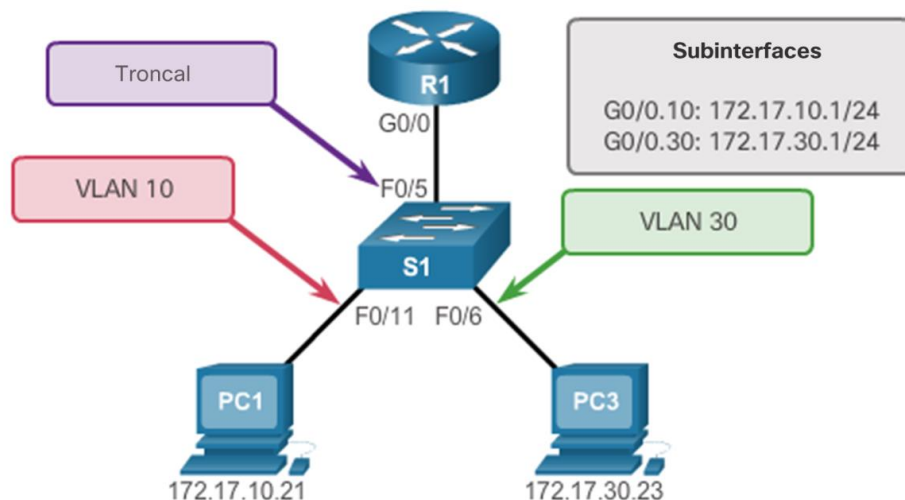 Troncal
R1
G0/0
Subinterfaces
G0/0.10: 172.17.10.1/24
G0/0.30: 172.17.30.1/24
VLAN 10
F0/5
VLAN 30
S1
F0/11
F0/6
PC1
PC3
172.17.10.21
172.17.30.23